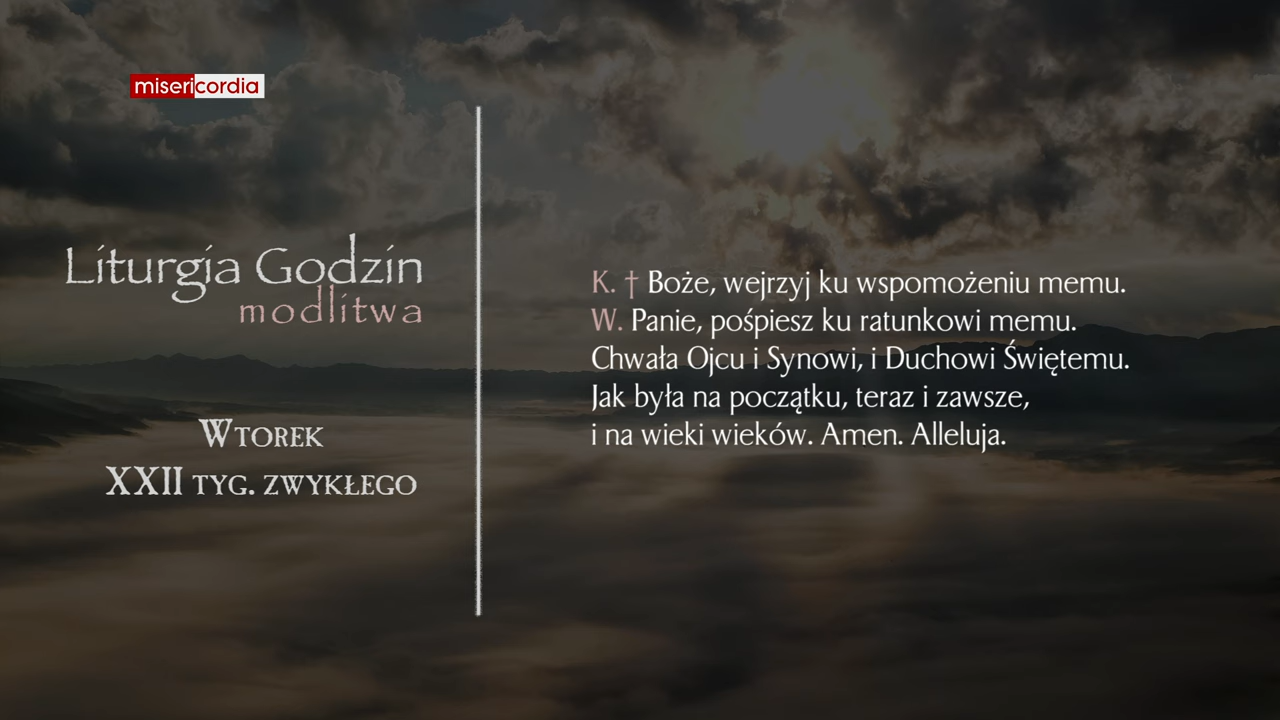 misericordia
Liturgia Godzin
modlitwa
Wtorek
XXII tyg. zwykłego
K. † Boże, wejrzyj ku wspomożeniu memu.
W. Panie, pośpiesz ku ratunkowi memu.
Chwała Ojcu i Synowi, i Duchowi Świętemu.
Jak była na początku, teraz i zawsze,
i na wieki wieków. Amen. Alleluja.